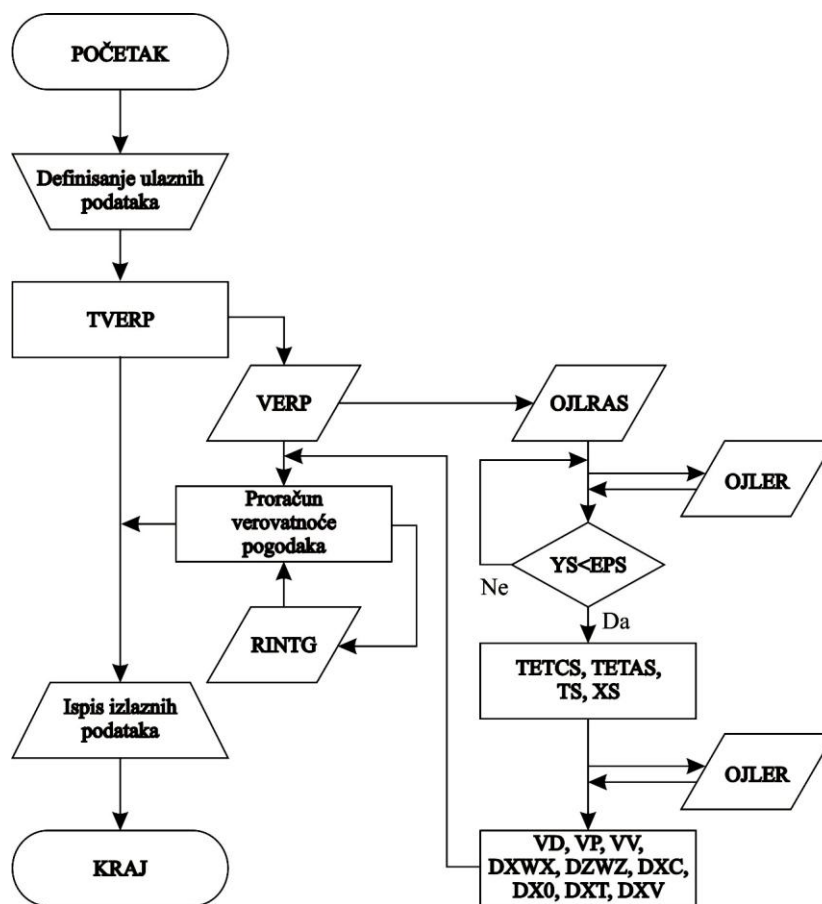 POČETAK
Definisanje ulaznih
podataka
TVERP
VERP
OJLRAS
OJLER
Proračun
verovatnoće
pogodaka
YS<EPS
Ne
Da
RINTG
TETCS, TETAS,
TS, XS
Ispis izlaznih
podataka
OJLER
VD, VP, VV,
DXWX, DZWZ, DXC,
DX0, DXT, DXV
KRAJ